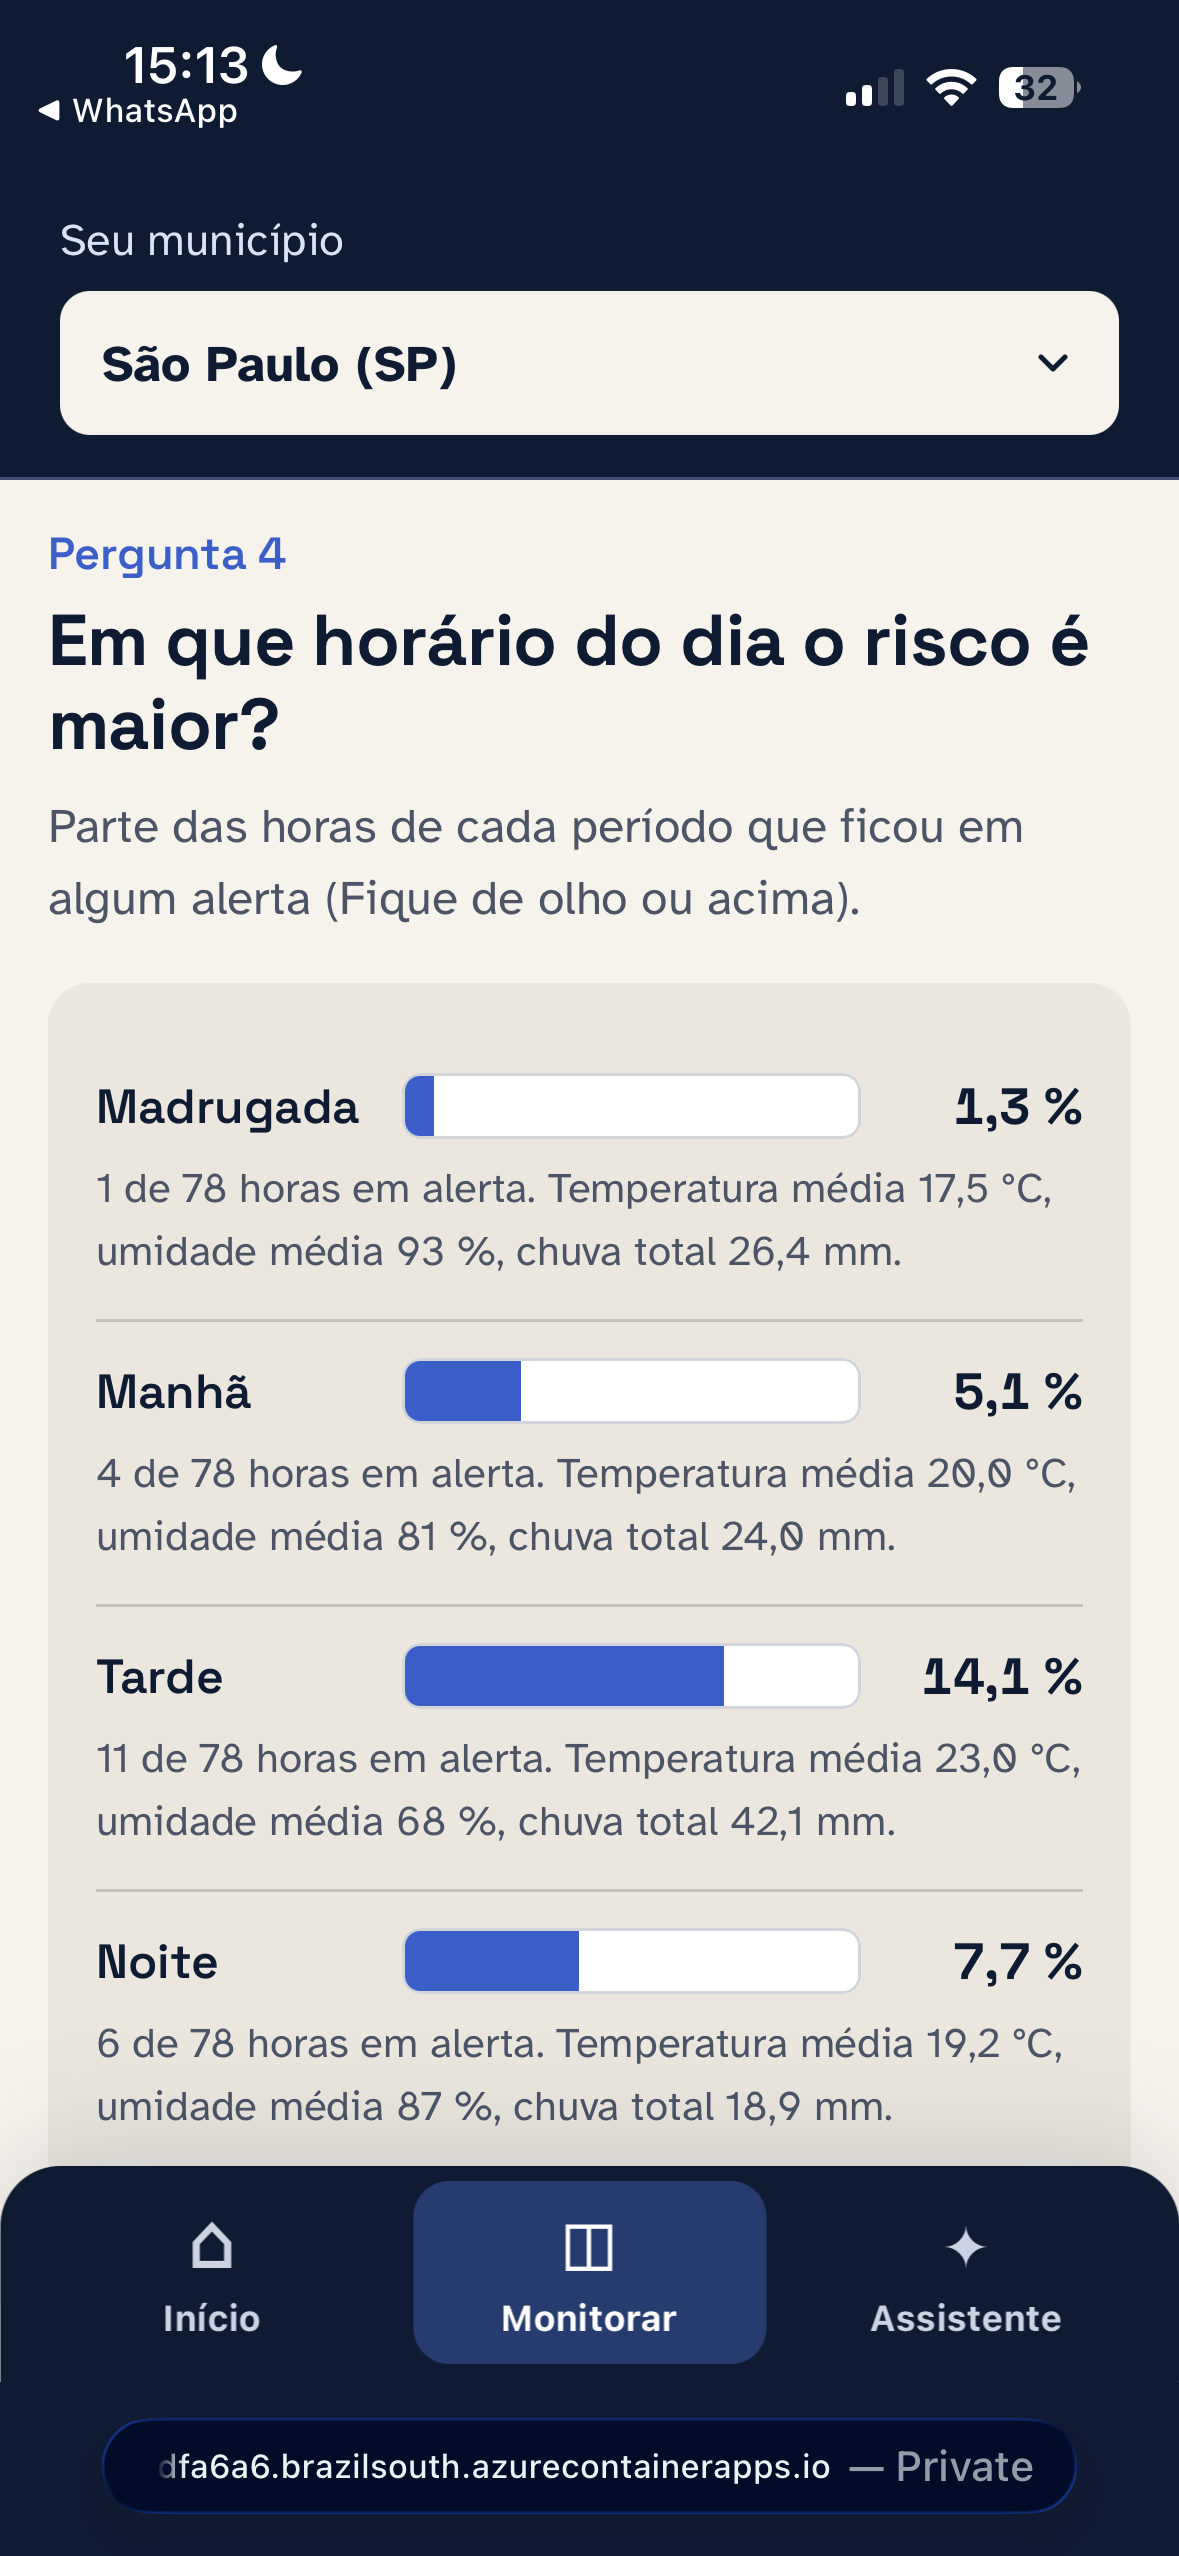 15:13
WhatsApp
32
Seu município
São Paulo (SP)
Pergunta 4
Em que horário do dia o risco é
maior?
Parte das horas de cada período que ficou em
algum alerta (Fique de olho ou acima).
Madrugada 1,3 %
1 de 78 horas em alerta. Temperatura média 17,5 °C,
umidade média 93 %, chuva total 26,4 mm.
Manhã 5,1 %
4 de 78 horas em alerta. Temperatura média 20,0 °C,
umidade média 81 %, chuva total 24,0 mm.
Tarde 14,1 %
11 de 78 horas em alerta. Temperatura média 23,0 °C,
umidade média 68 %, chuva total 42,1 mm.
Noite 7,7 %
6 de 78 horas em alerta. Temperatura média 19,2 °C,
umidade média 87 %, chuva total 18,9 mm.
Início Monitorar Assistente
dfa6a6.brazilsouth.azurecontainerapps.io — Private